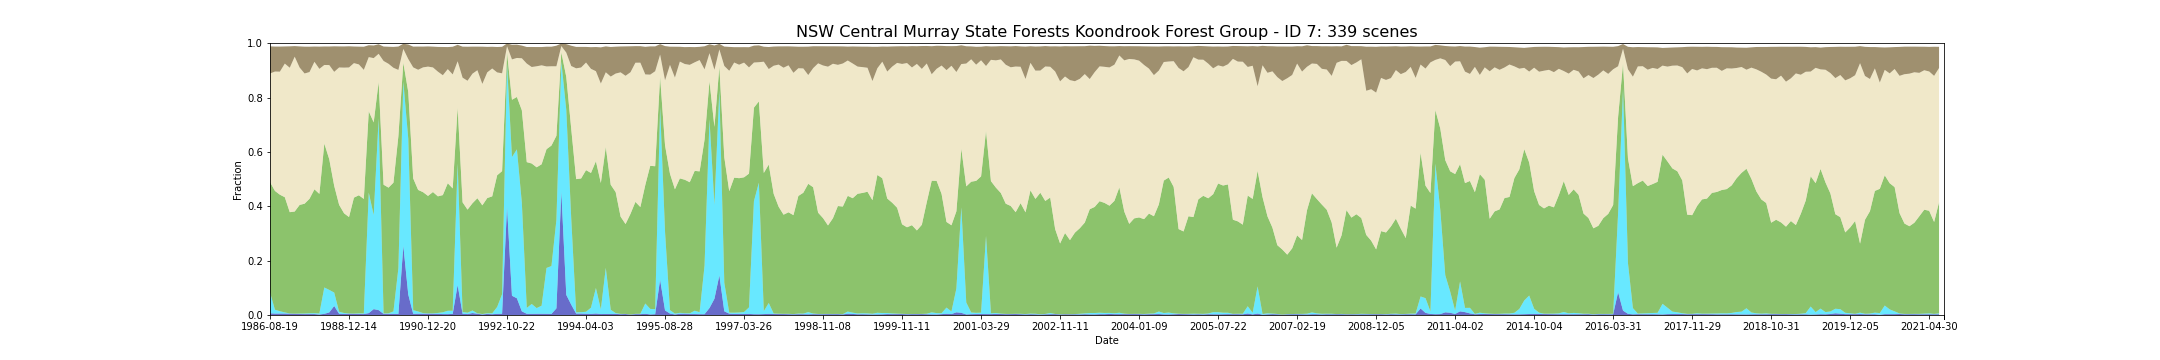 NSW Central Murray State Forests Koondrook Forest Group - ID 7: 339 scenes
1.0
0.8
0.6
0.4
0.2
0.0
Fraction
1986-08-19 1988-12-14 1990-12-20 1992-10-22 1994-04-03 1995-08-28 1997-03-26 1998-11-08 1999-11-11 2001-03-29 2002-11-11 2004-01-09 2005-07-22 2007-02-19 2008-12-05 2011-04-02 2014-10-04 2016-03-31 2017-11-29 2018-10-31 2019-12-05 2021-04-30
Date